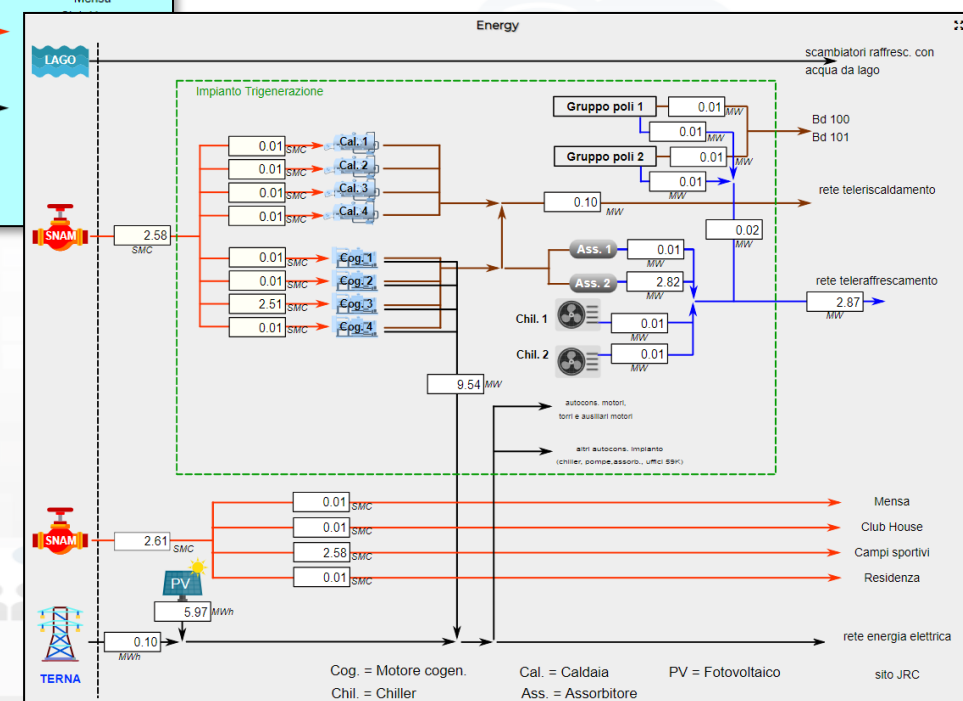 Mensa
Energy
LAGO
scambiatori raffresc. con
acqua da lago
Impianto Trigenerazione
Gruppo poli 1
0.01
MW
0.01
MW
Bd 100
Bd 101
Gruppo poli 2
0.01
MW
0.01
MW
0.01
SMC
Cal. 1
0.01
SMC
Cal. 2
0.01
SMC
Cal. 3
0.01
SMC
Cal. 4
rete teleriscaldamento
0.10
MW
SNAM
2.58
SMC
0.02
MW
0.01
SMC
Cog. 1
0.01
SMC
Cog. 2
2.51
SMC
Cog. 3
0.01
SMC
Cog. 4
Ass. 1
0.01
MW
Ass. 2
2.82
MW
rete teleraffrescamento
2.87
MW
Chil. 1
0.01
MW
Chil. 2
0.01
MW
9.54
MW
autocons. motori,
torri e ausiliari motori
altri autocons. impianto
(chiller, pompe,assorb., uffici 59K)
0.01
SMC
Mensa
0.01
SMC
Club House
SNAM
2.61
SMC
2.58
SMC
Campi sportivi
0.01
SMC
Residenza
PV
5.97
MWh
0.10
MWh
rete energia elettrica
TERNA
Cog. = Motore cogen.
Cal. = Caldaia
PV = Fotovoltaico
sito JRC
Chil. = Chiller
Ass. = Assorbitore